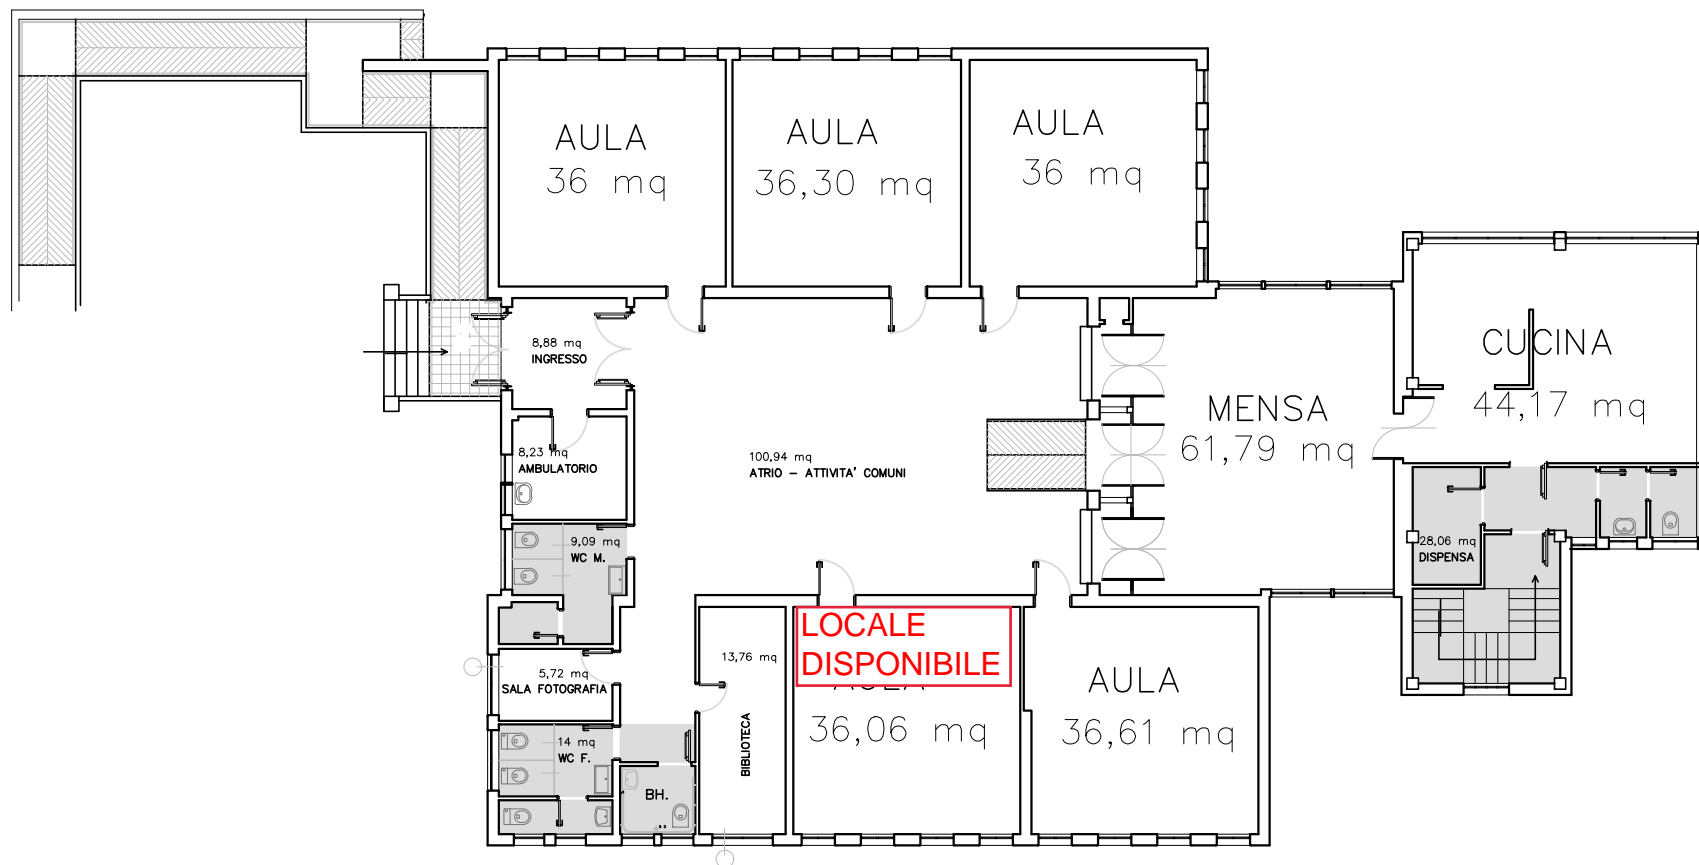 AULA
36 mq
AULA
36,30 mq
AULA
36 mq
8,88 mq
INGRESSO
CUCINA
44,17 mq
MENSA
61,79 mq
8,23 mq
AMBULATORIO
100,94 mq
ATRIO - ATTIVITA' COMUNI
9,09 mq
WC M.
28,06 mq
DISPENSA
LOCALE
DISPONIBILE
AULA
36,06 mq
13,76 mq
BIBLIOTECA
5,72 mq
SALA FOTOGRAFIA
AULA
36,61 mq
14 mq
WC F.
BH.